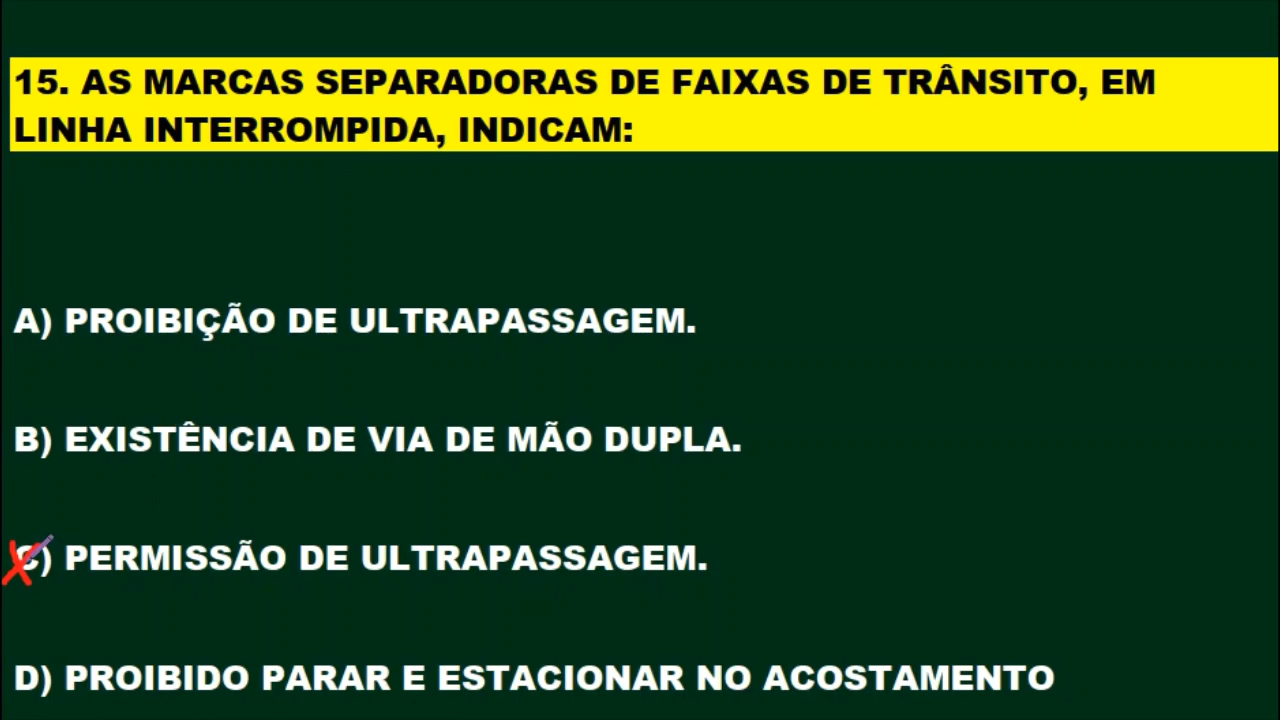 15. AS MARCAS SEPARADORAS DE FAIXAS DE TRÂNSITO, EM
LINHA INTERROMPIDA, INDICAM:
A) PROIBIÇÃO DE ULTRAPASSAGEM.
B) EXISTÊNCIA DE VIA DE MÃO DUPLA.
C) PERMISSÃO DE ULTRAPASSAGEM.
D) PROIBIDO PARAR E ESTACIONAR NO ACOSTAMENTO